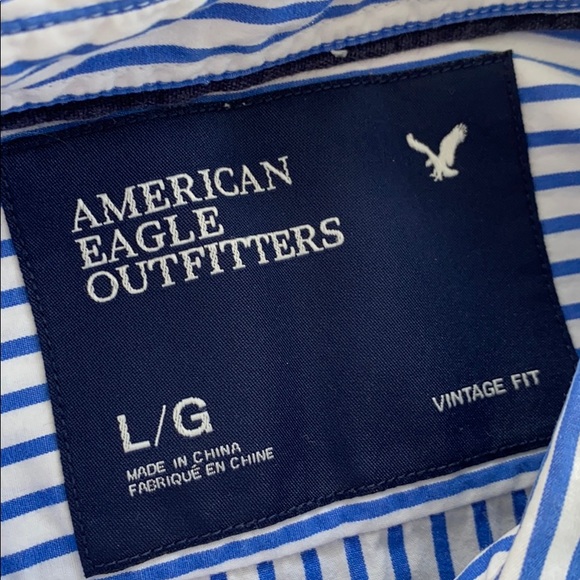 AMERICAN
EAGLE
OUTFITTERS
L/G
VINTAGE FIT
MADE IN CHINA
FABRIQUÉ EN CHINE